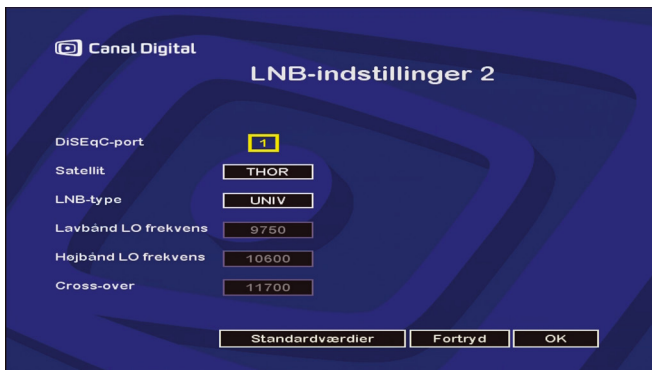 Canal Digital
LNB-indstillinger 2
DiSEqC-port 1
Satellit THOR
LNB-type UNIV
Lavbånd LO frekvens 9750
Højbånd LO frekvens 10600
Cross-over 11700
Standardværdier Fortryd OK